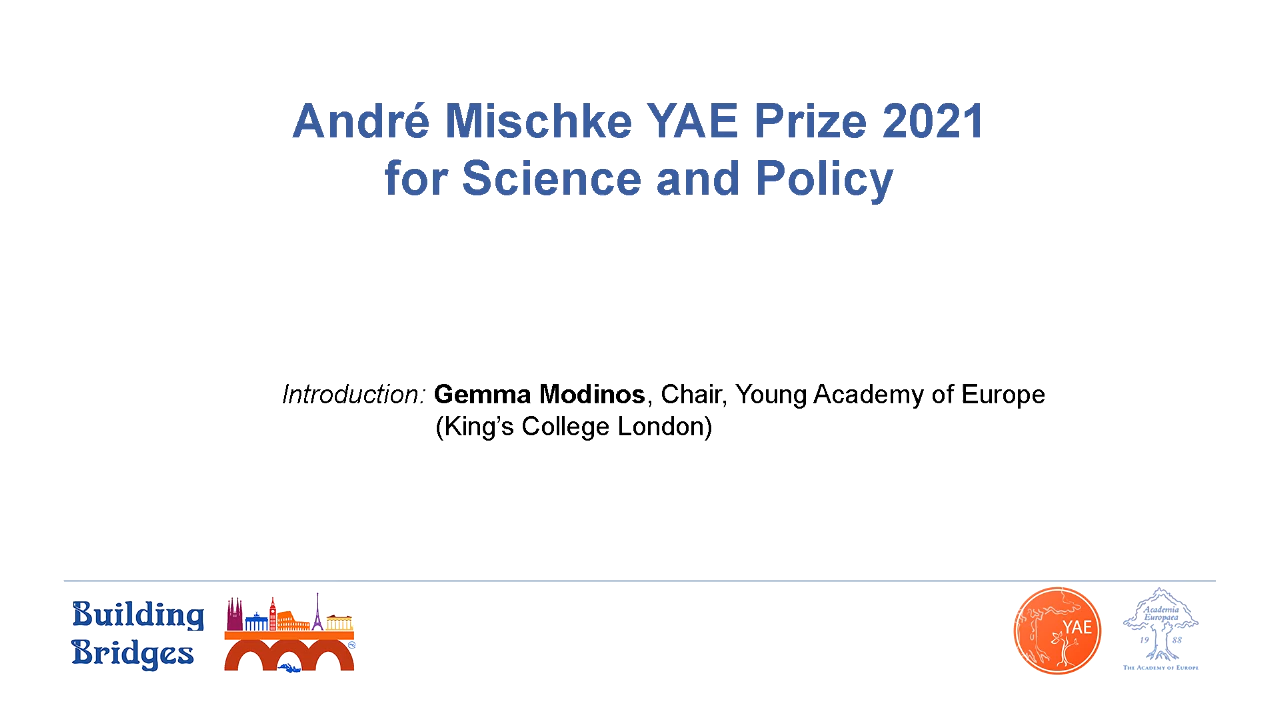 André Mischke YAE Prize 2021
for Science and Policy
Introduction: Gemma Modinos, Chair, Young Academy of Europe
(King’s College London)
Building
Bridges
YAE
Academia
Europaea
19 88
THE ACADEMY OF EUROPE